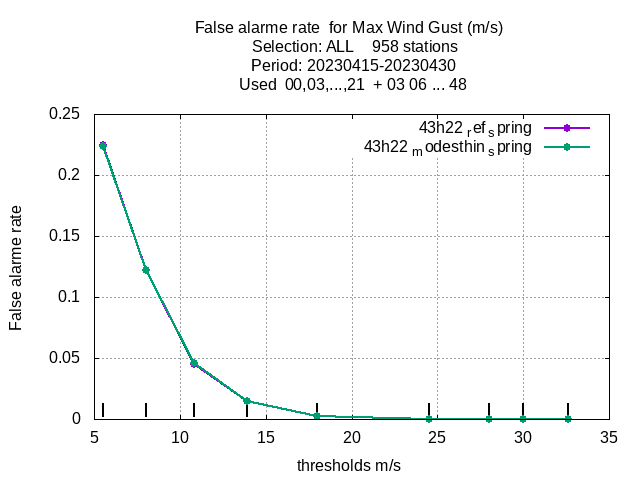 False alarme rate  for Max Wind Gust (m/s)
Selection: ALL    958 stations
Period: 20230415-20230430
Used  00,03,...,21  + 03 06 ... 48
43h22 ref spring
43h22 modesthin spring
0.25
0.2
0.15
0.1
0.05
0
False alarme rate
5 10 15 20 25 30 35
thresholds m/s